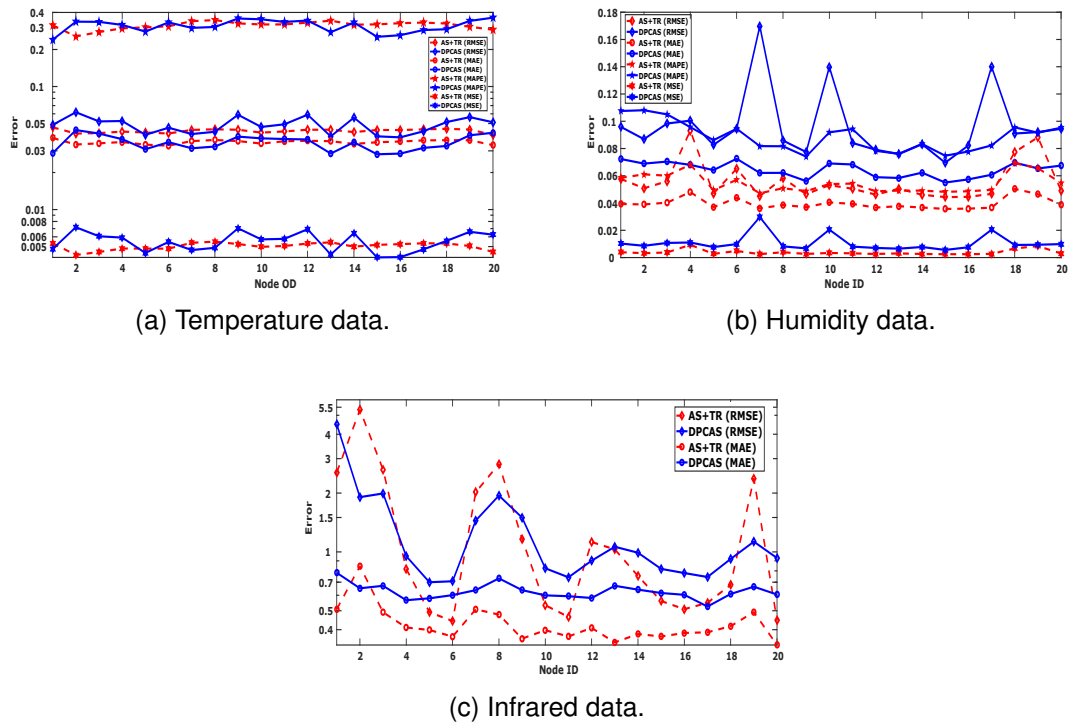 0.4
0.3
0.2
0.1
0.05
0.03
0.01
0.008
0.006
0.005
Error
2 4 6 8 10 12 14 16 18 20
Node OD
AS+TR (RMSE)
DPCAS (RMSE)
AS+TR (MAE)
DPCAS (MAE)
AS+TR (MAPE)
DPCAS (MAPE)
AS+TR (MSE)
DPCAS (MSE)
(a) Temperature data.
0.18
0.16
0.14
0.12
0.1
0.08
0.06
0.04
0.02
0
Error
2 4 6 8 10 12 14 16 18 20
Node ID
AS+TR (RMSE)
DPCAS (RMSE)
AS+TR (MAE)
DPCAS (MAE)
AS+TR (MAPE)
DPCAS (MAPE)
AS+TR (MSE)
DPCAS (MSE)
(b) Humidity data.
5.5
4
3
2
1.5
1
0.7
0.5
0.4
Error
2 4 6 8 10 12 14 16 18 20
Node ID
AS+TR (RMSE)
DPCAS (RMSE)
AS+TR (MAE)
DPCAS (MAE)
(c) Infrared data.